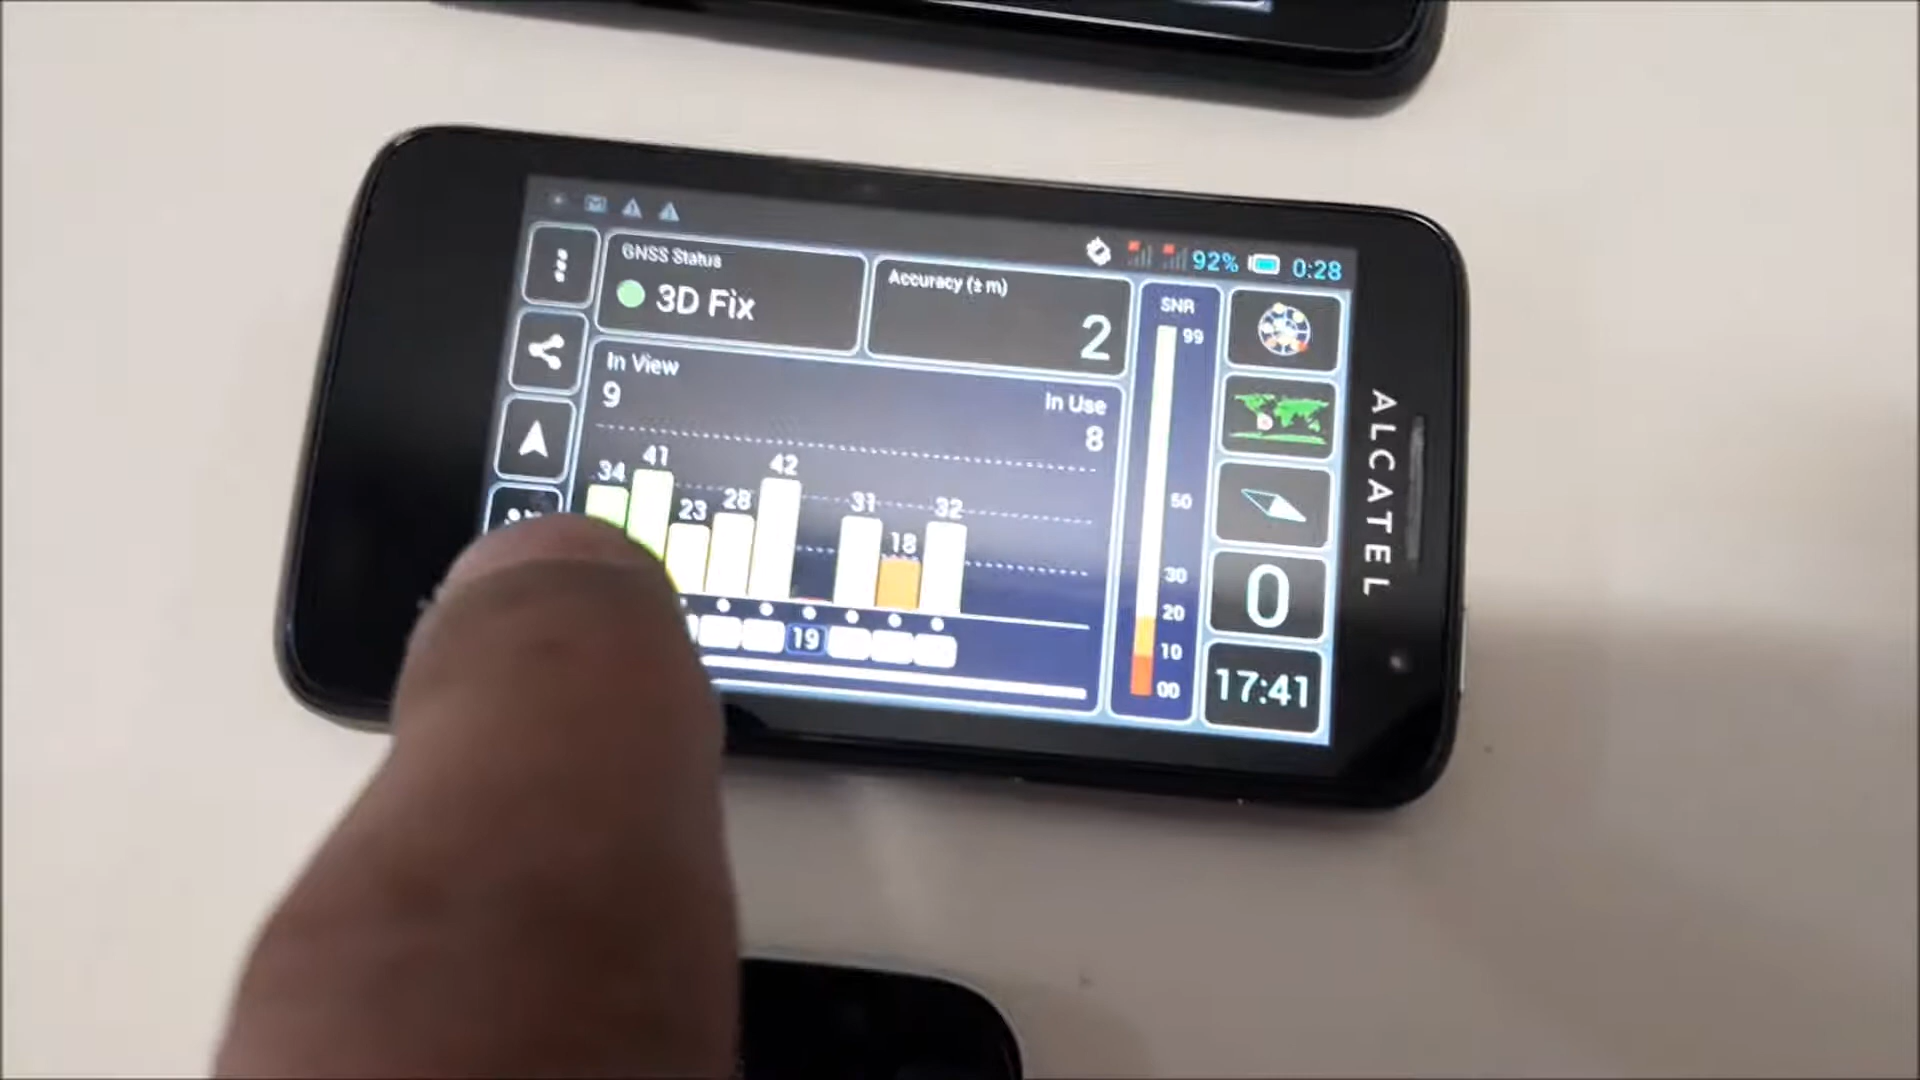 92% 0:28
GNSS Status
3D Fix
Accuracy (± m)
2
In View
9
In Use
8
34 41 23 28 42 31 18 32
19
SNR
99
50
30
20
10
00
0
17:41
ALCATEL